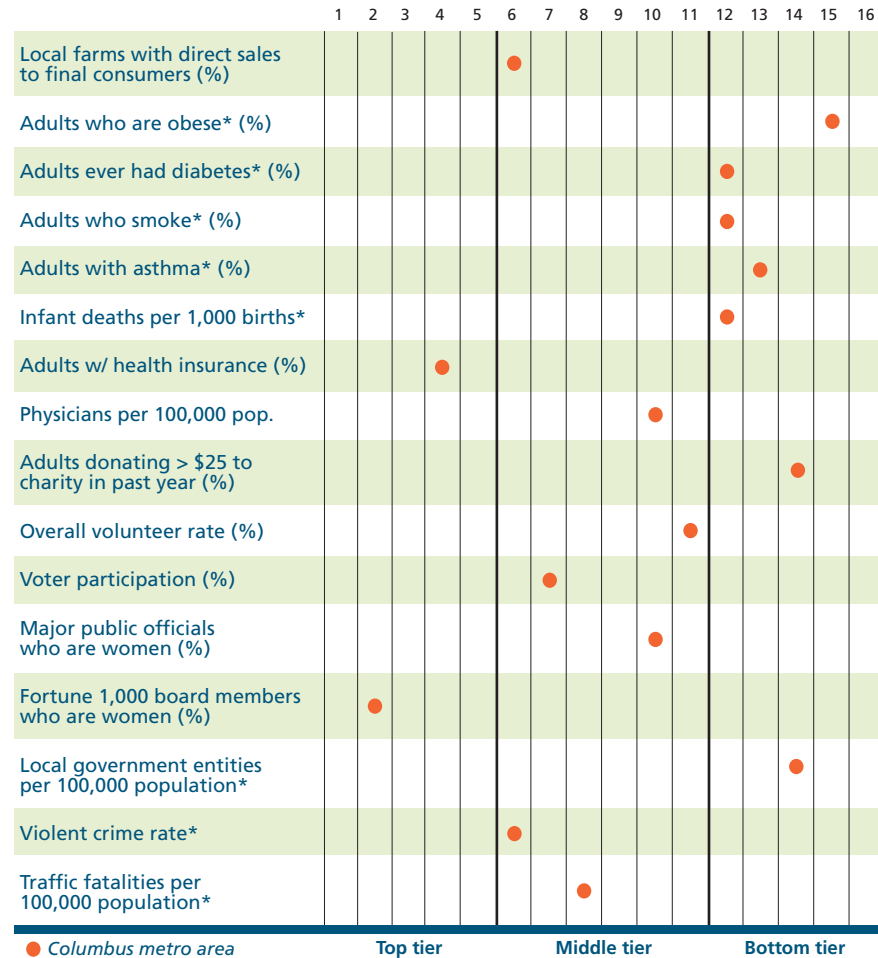 1 2 3 4 5 6 7 8 9 10 11 12 13 14 15 16
Local farms with direct sales
to final consumers (%)
Adults who are obese* (%)
Adults ever had diabetes* (%)
Adults who smoke* (%)
Adults with asthma* (%)
Infant deaths per 1,000 births*
Adults w/ health insurance (%)
Physicians per 100,000 pop.
Adults donating > $25 to
charity in past year (%)
Overall volunteer rate (%)
Voter participation (%)
Major public officials
who are women (%)
Fortune 1,000 board members
who are women (%)
Local government entities
per 100,000 population*
Violent crime rate*
Traffic fatalities per
100,000 population*
Columbus metro area Top tier Middle tier Bottom tier